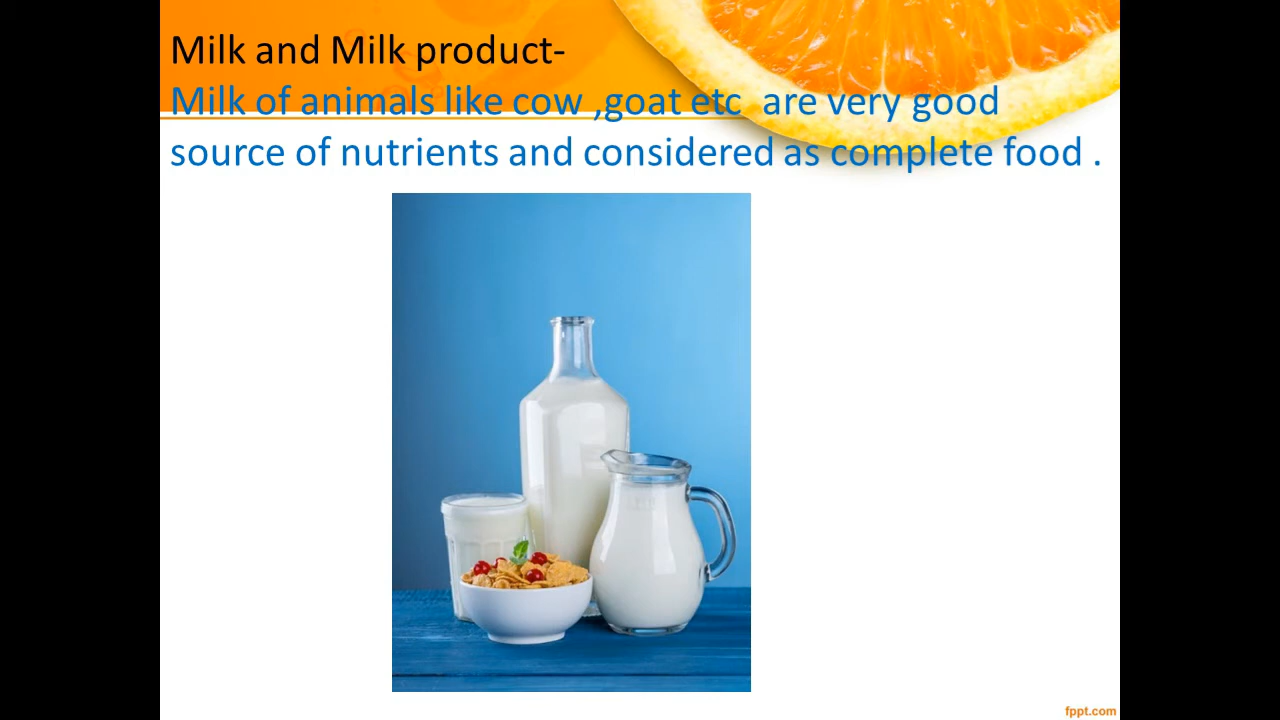 Milk and Milk product-
Milk of animals like cow ,goat etc  are very good
source of nutrients and considered as complete food .
fppt.com